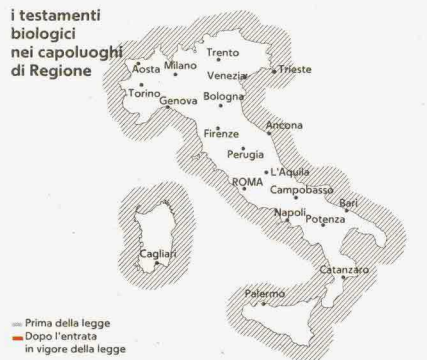 i testamenti
biologici
nei capoluoghi
di Regione
Trento
Aosta Milano
Venezia Trieste
Torino
Genova Bologna
Firenze Ancona
Perugia
L'Aquila
ROMA Campobasso
Bari
Napoli Potenza
Cagliari
Catanzaro
Palermo
Prima della legge
Dopo l'entrata
in vigore della legge